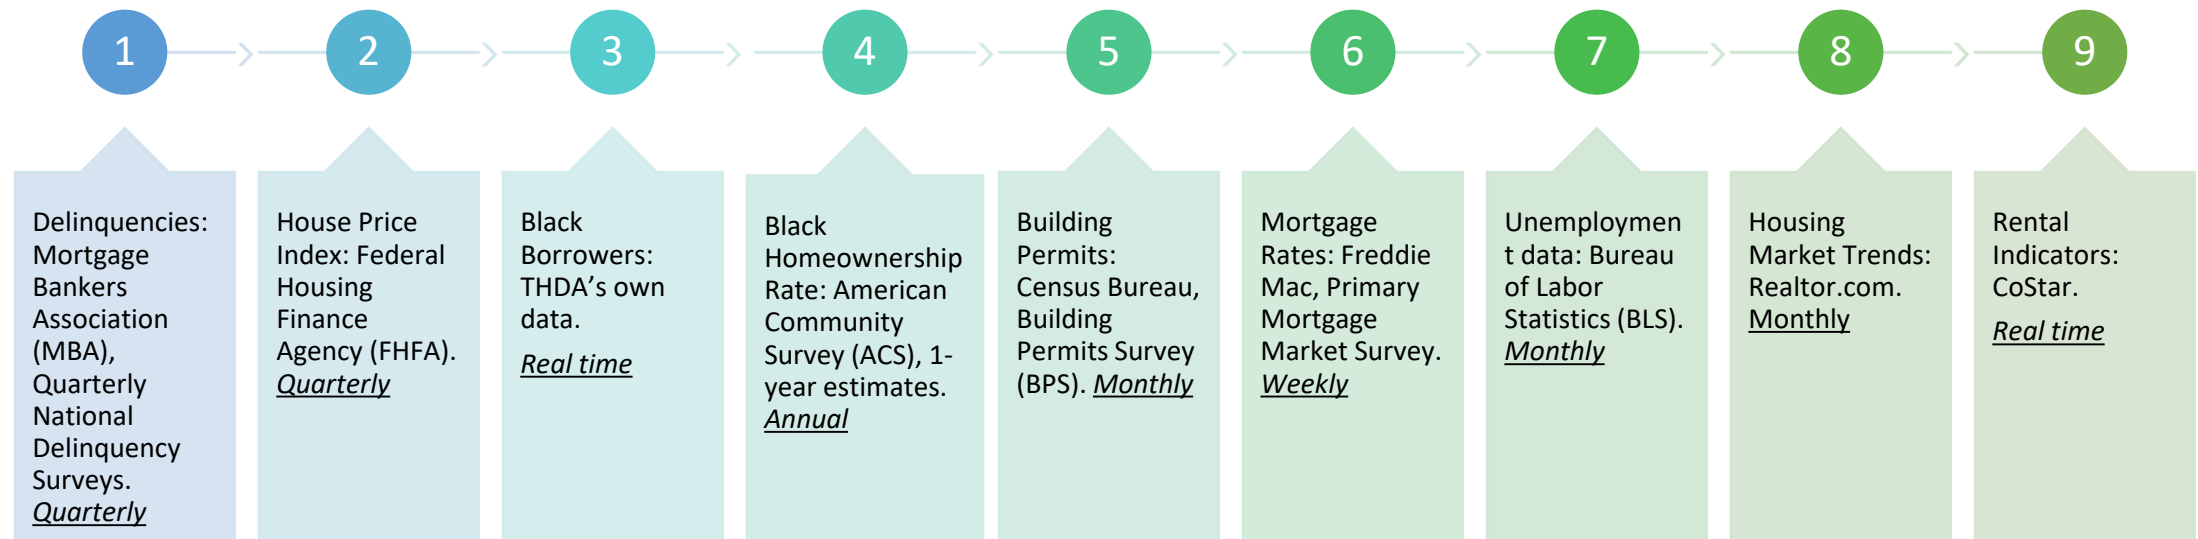 1
2
3
4
5
6
7
8
9
Delinquencies:
Mortgage
Bankers
Association
(MBA),
Quarterly
National
Delinquency
Surveys.
Quarterly
House Price
Index: Federal
Housing
Finance
Agency (FHFA).
Quarterly
Black
Borrowers:
THDA’s own
data.
Real time
Black
Homeownership
Rate: American
Community
Survey (ACS), 1-
year estimates.
Annual
Building
Permits:
Census Bureau,
Building
Permits Survey
(BPS). Monthly
Mortgage
Rates: Freddie
Mac, Primary
Mortgage
Market Survey.
Weekly
Unemploymen
t data: Bureau
of Labor
Statistics (BLS).
Monthly
Housing
Market Trends:
Realtor.com.
Monthly
Rental
Indicators:
CoStar.
Real time